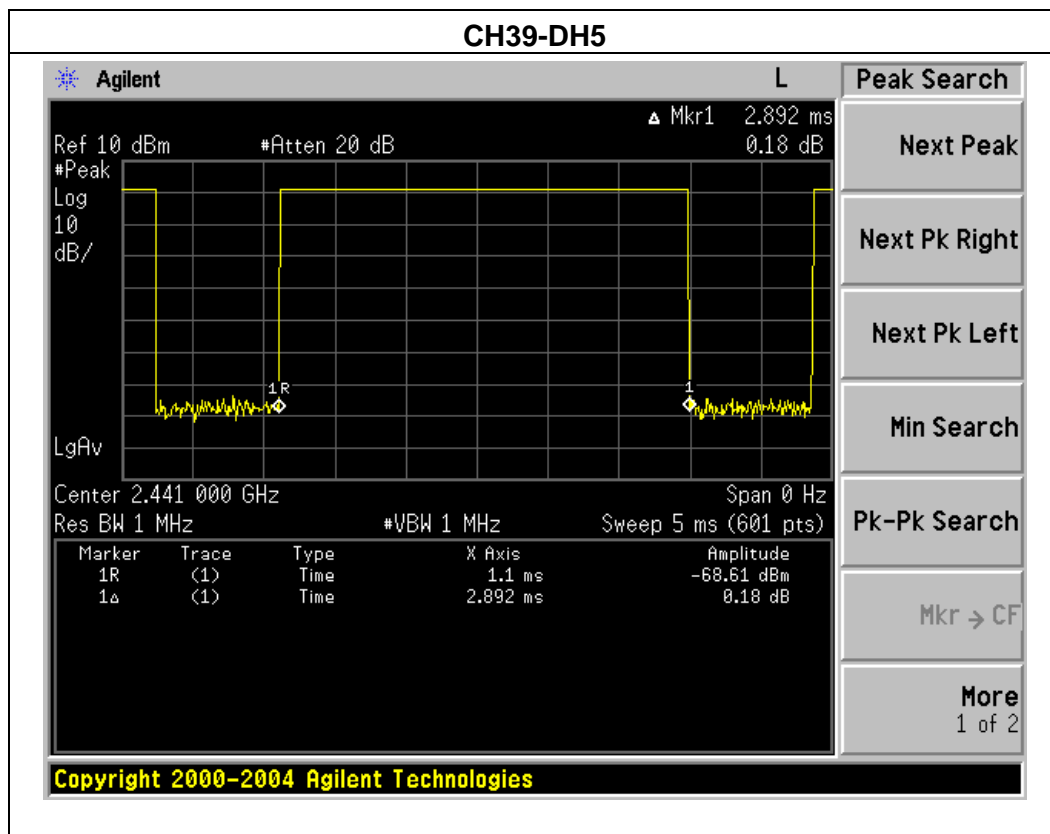 CH39-DH5
Agilent L Peak Search
Δ Mkr1 2.892 ms
Ref 10 dBm #Atten 20 dB 0.18 dB
#Peak
Log
10
dB/
1R
1
LgAv
Center 2.441 000 GHz Span 0 Hz
Res BW 1 MHz #VBW 1 MHz Sweep 5 ms (601 pts)
Marker Trace Type X Axis Amplitude
1R (1) Time 1.1 ms -68.61 dBm
1Δ (1) Time 2.892 ms 0.18 dB
Next Peak
Next Pk Right
Next Pk Left
Min Search
Pk-Pk Search
Mkr → CF
More
1 of 2
Copyright 2000-2004 Agilent Technologies